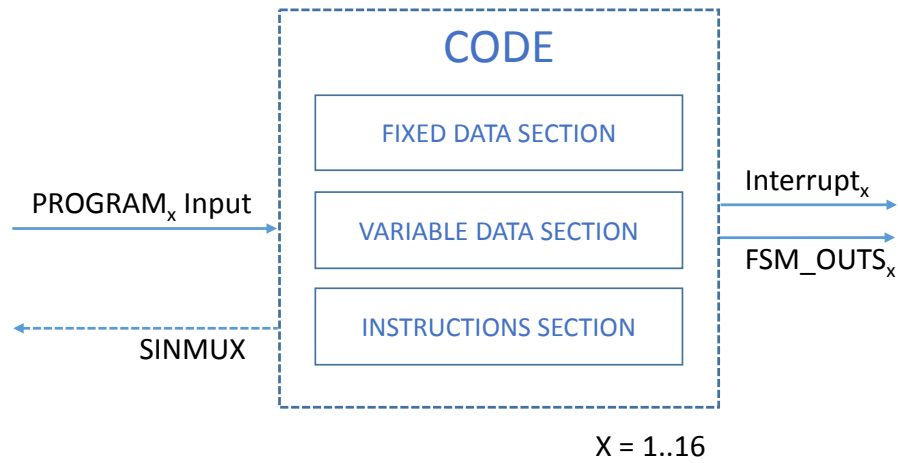 CODE
FIXED DATA SECTION
PROGRAMx Input
VARIABLE DATA SECTION
Interruptx
FSM_OUTSx
INSTRUCTIONS SECTION
SINMUX
X = 1..16